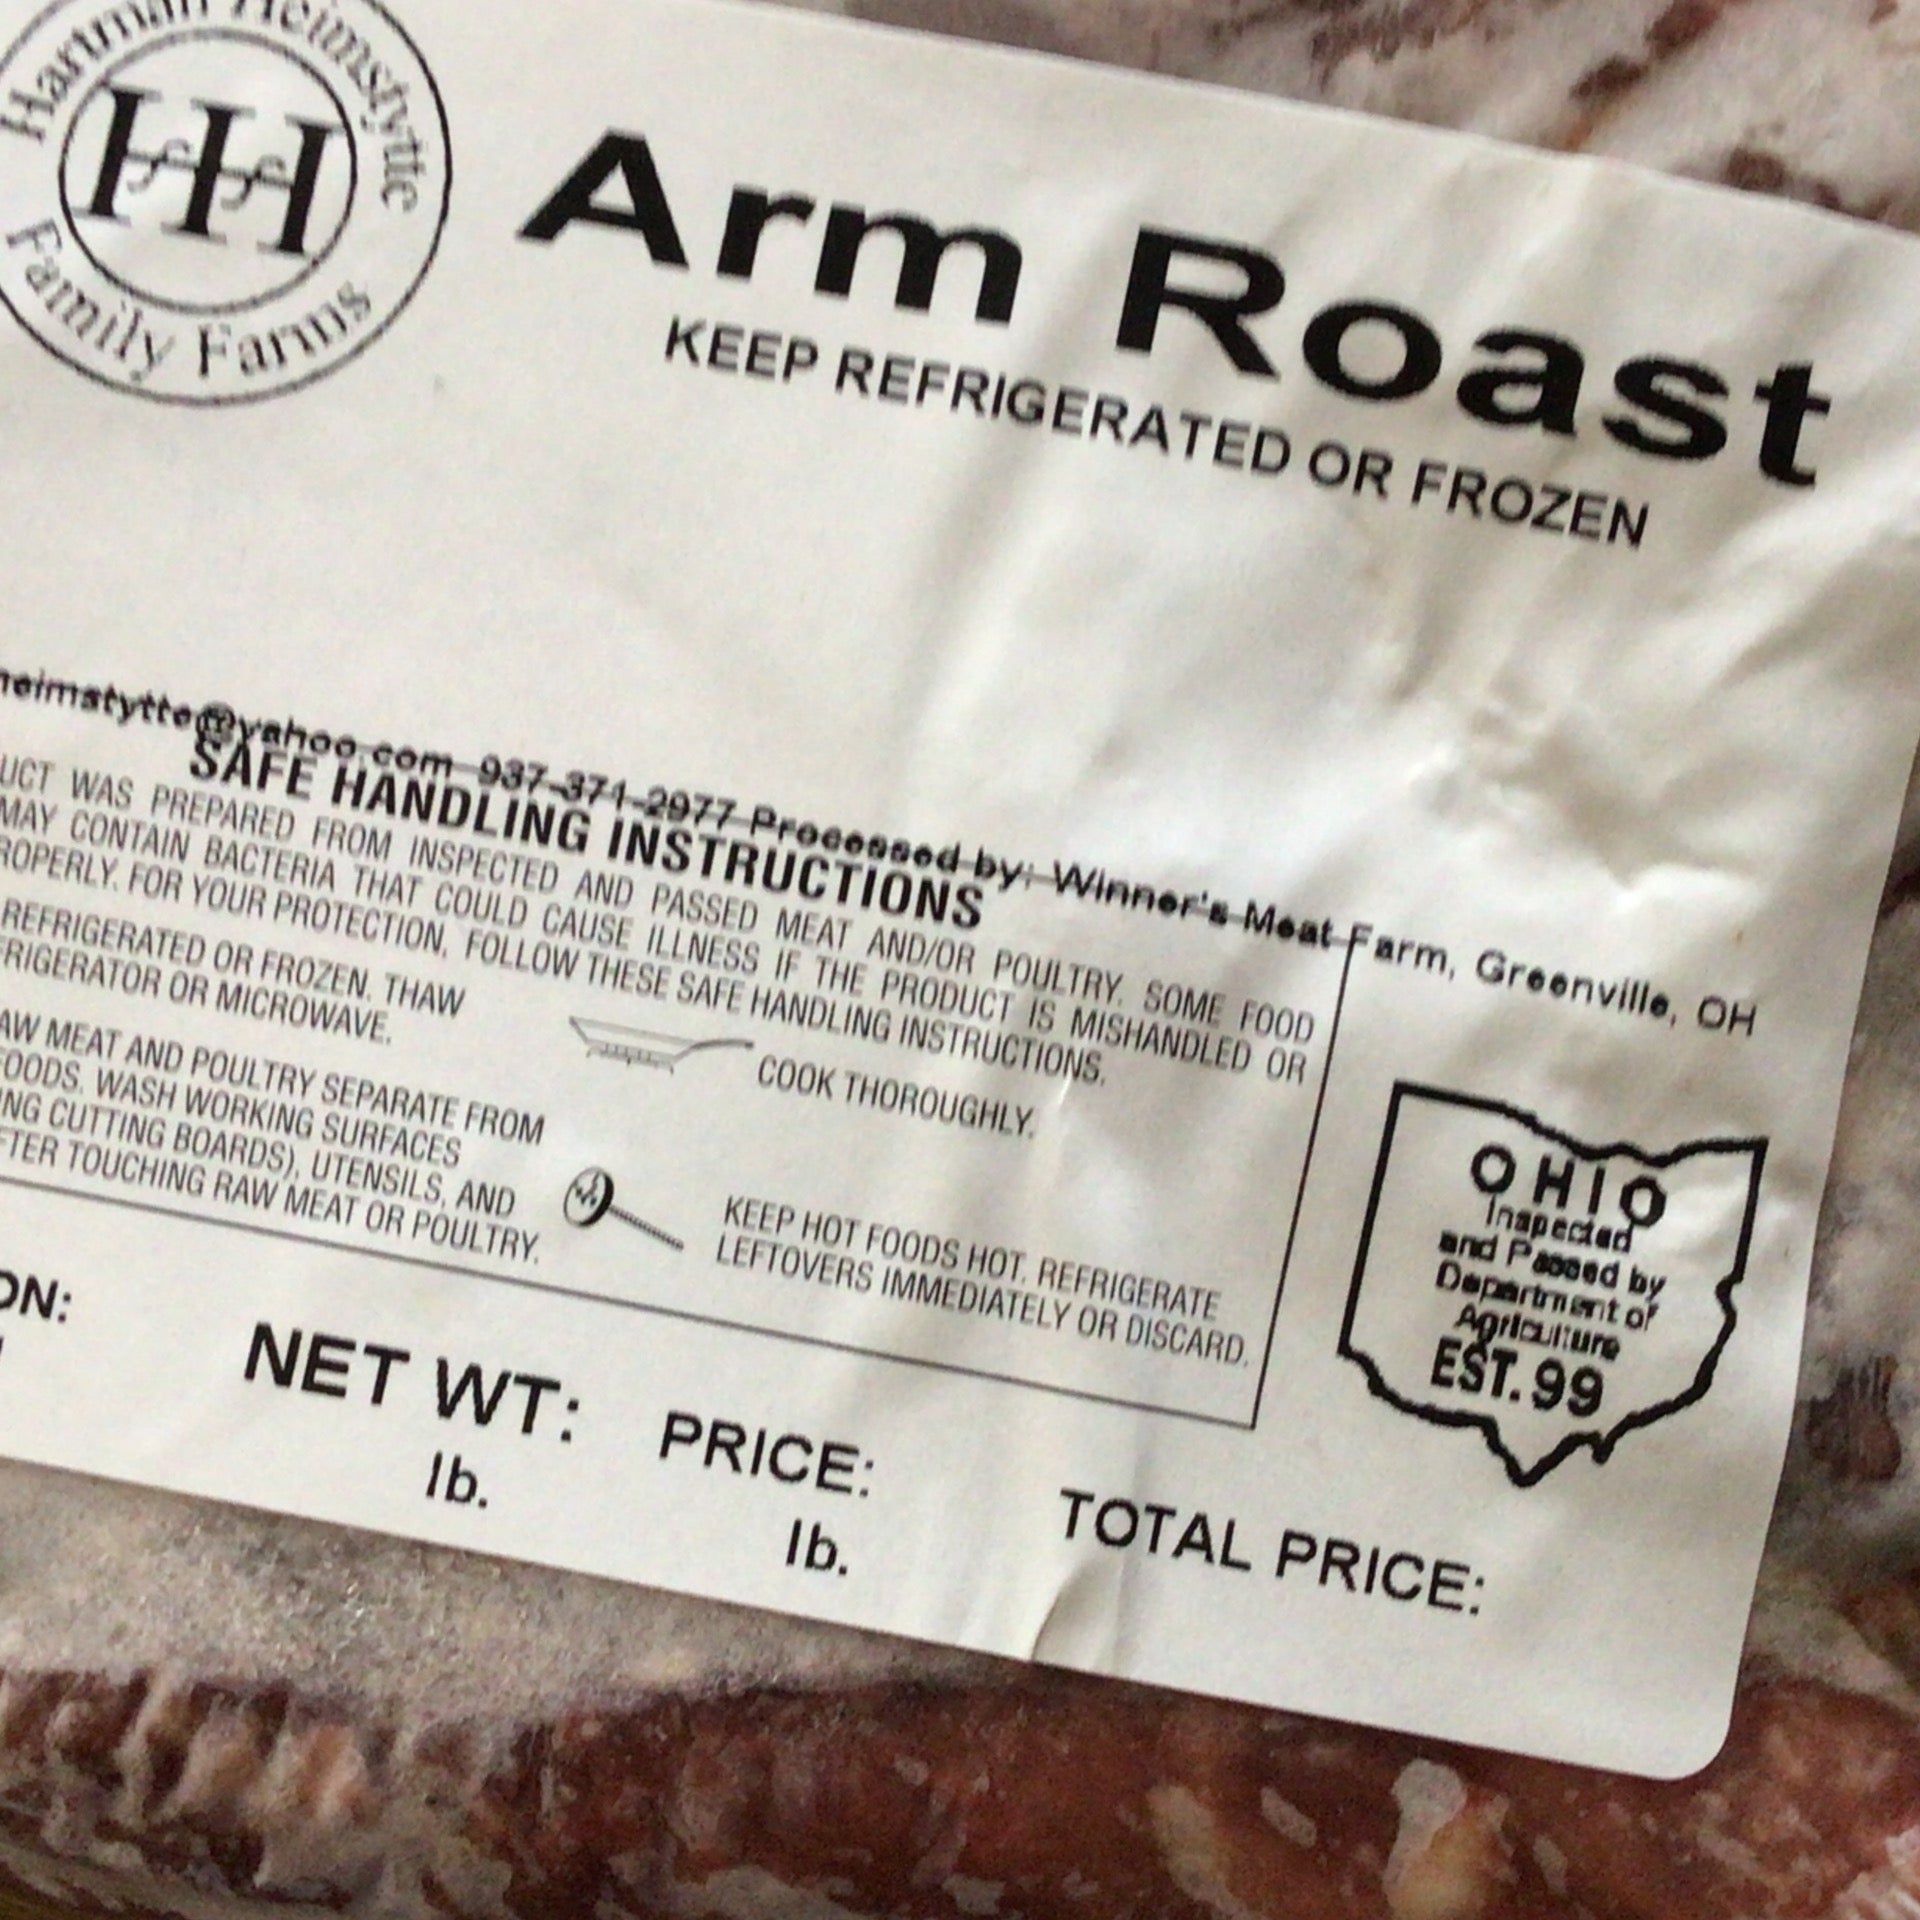 Hartman Heimstytte
HH
Family Farms
Arm Roast
KEEP REFRIGERATED OR FROZEN
heimstytte@yahoo.com 937-371-2977 Processed by: Winner's Meat Farm, Greenville, OH
SAFE HANDLING INSTRUCTIONS
UCT WAS PREPARED FROM INSPECTED AND PASSED MEAT AND/OR POULTRY. SOME FOOD
MAY CONTAIN BACTERIA THAT COULD CAUSE ILLNESS IF THE PRODUCT IS MISHANDLED OR
ROPERLY. FOR YOUR PROTECTION, FOLLOW THESE SAFE HANDLING INSTRUCTIONS.
REFRIGERATED OR FROZEN. THAW
FRIGERATOR OR MICROWAVE.
AW MEAT AND POULTRY SEPARATE FROM
FOODS. WASH WORKING SURFACES
ING CUTTING BOARDS), UTENSILS, AND
FTER TOUCHING RAW MEAT OR POULTRY.
COOK THOROUGHLY.
KEEP HOT FOODS HOT. REFRIGERATE
LEFTOVERS IMMEDIATELY OR DISCARD.
OHIO
Inspected
and Passed by
Department of
Agriculture
EST. 99
ON:
NET WT:
lb.
PRICE:
lb.
TOTAL PRICE: